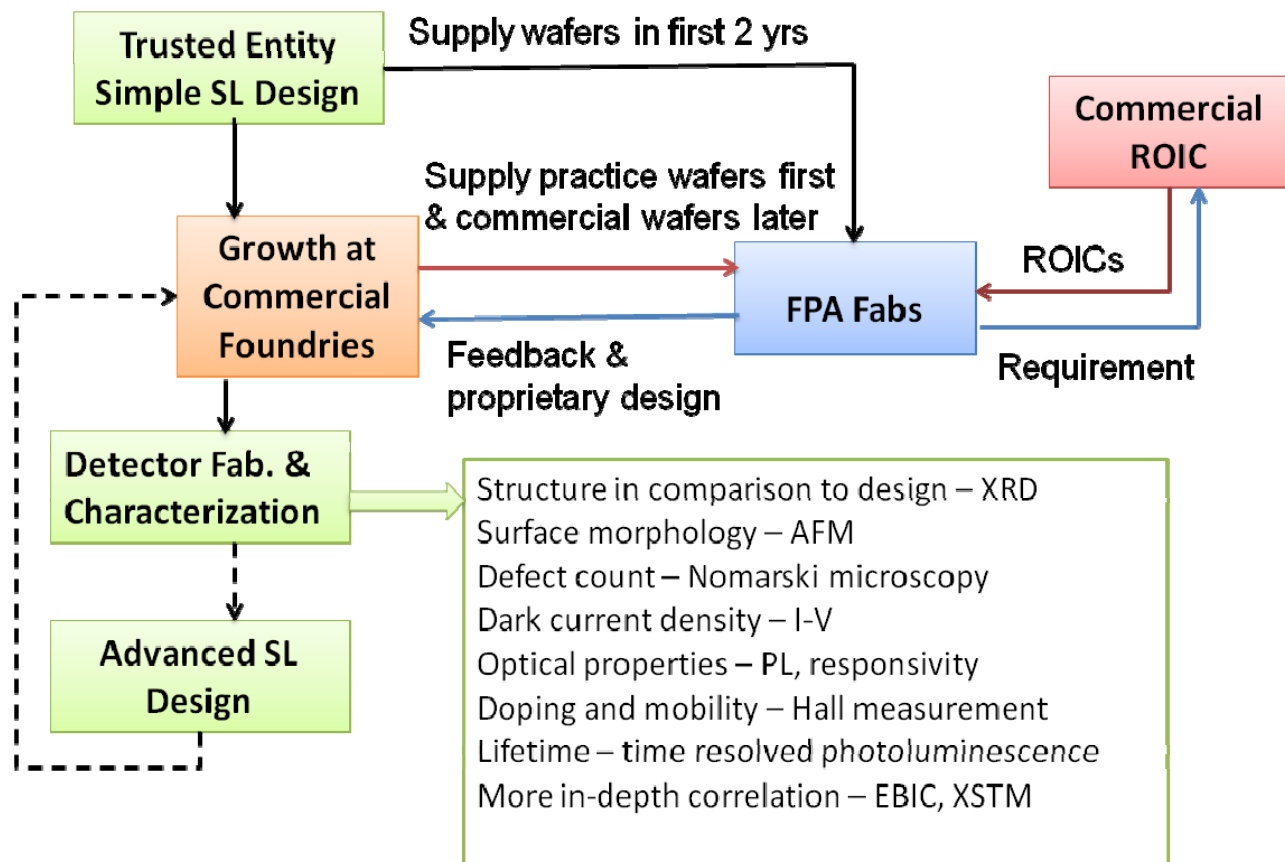 Trusted Entity
Simple SL Design
Supply wafers in first 2 yrs
Commercial
ROIC
Supply practice wafers first
& commercial wafers later
Growth at
Commercial
Foundries
ROICs
FPA Fabs
Feedback &
proprietary design
Requirement
Detector Fab. &
Characterization
Structure in comparison to design – XRD
Surface morphology – AFM
Defect count – Nomarski microscopy
Dark current density – I-V
Optical properties – PL, responsivity
Doping and mobility – Hall measurement
Lifetime – time resolved photoluminescence
More in-depth correlation – EBIC, XSTM
Advanced SL
Design